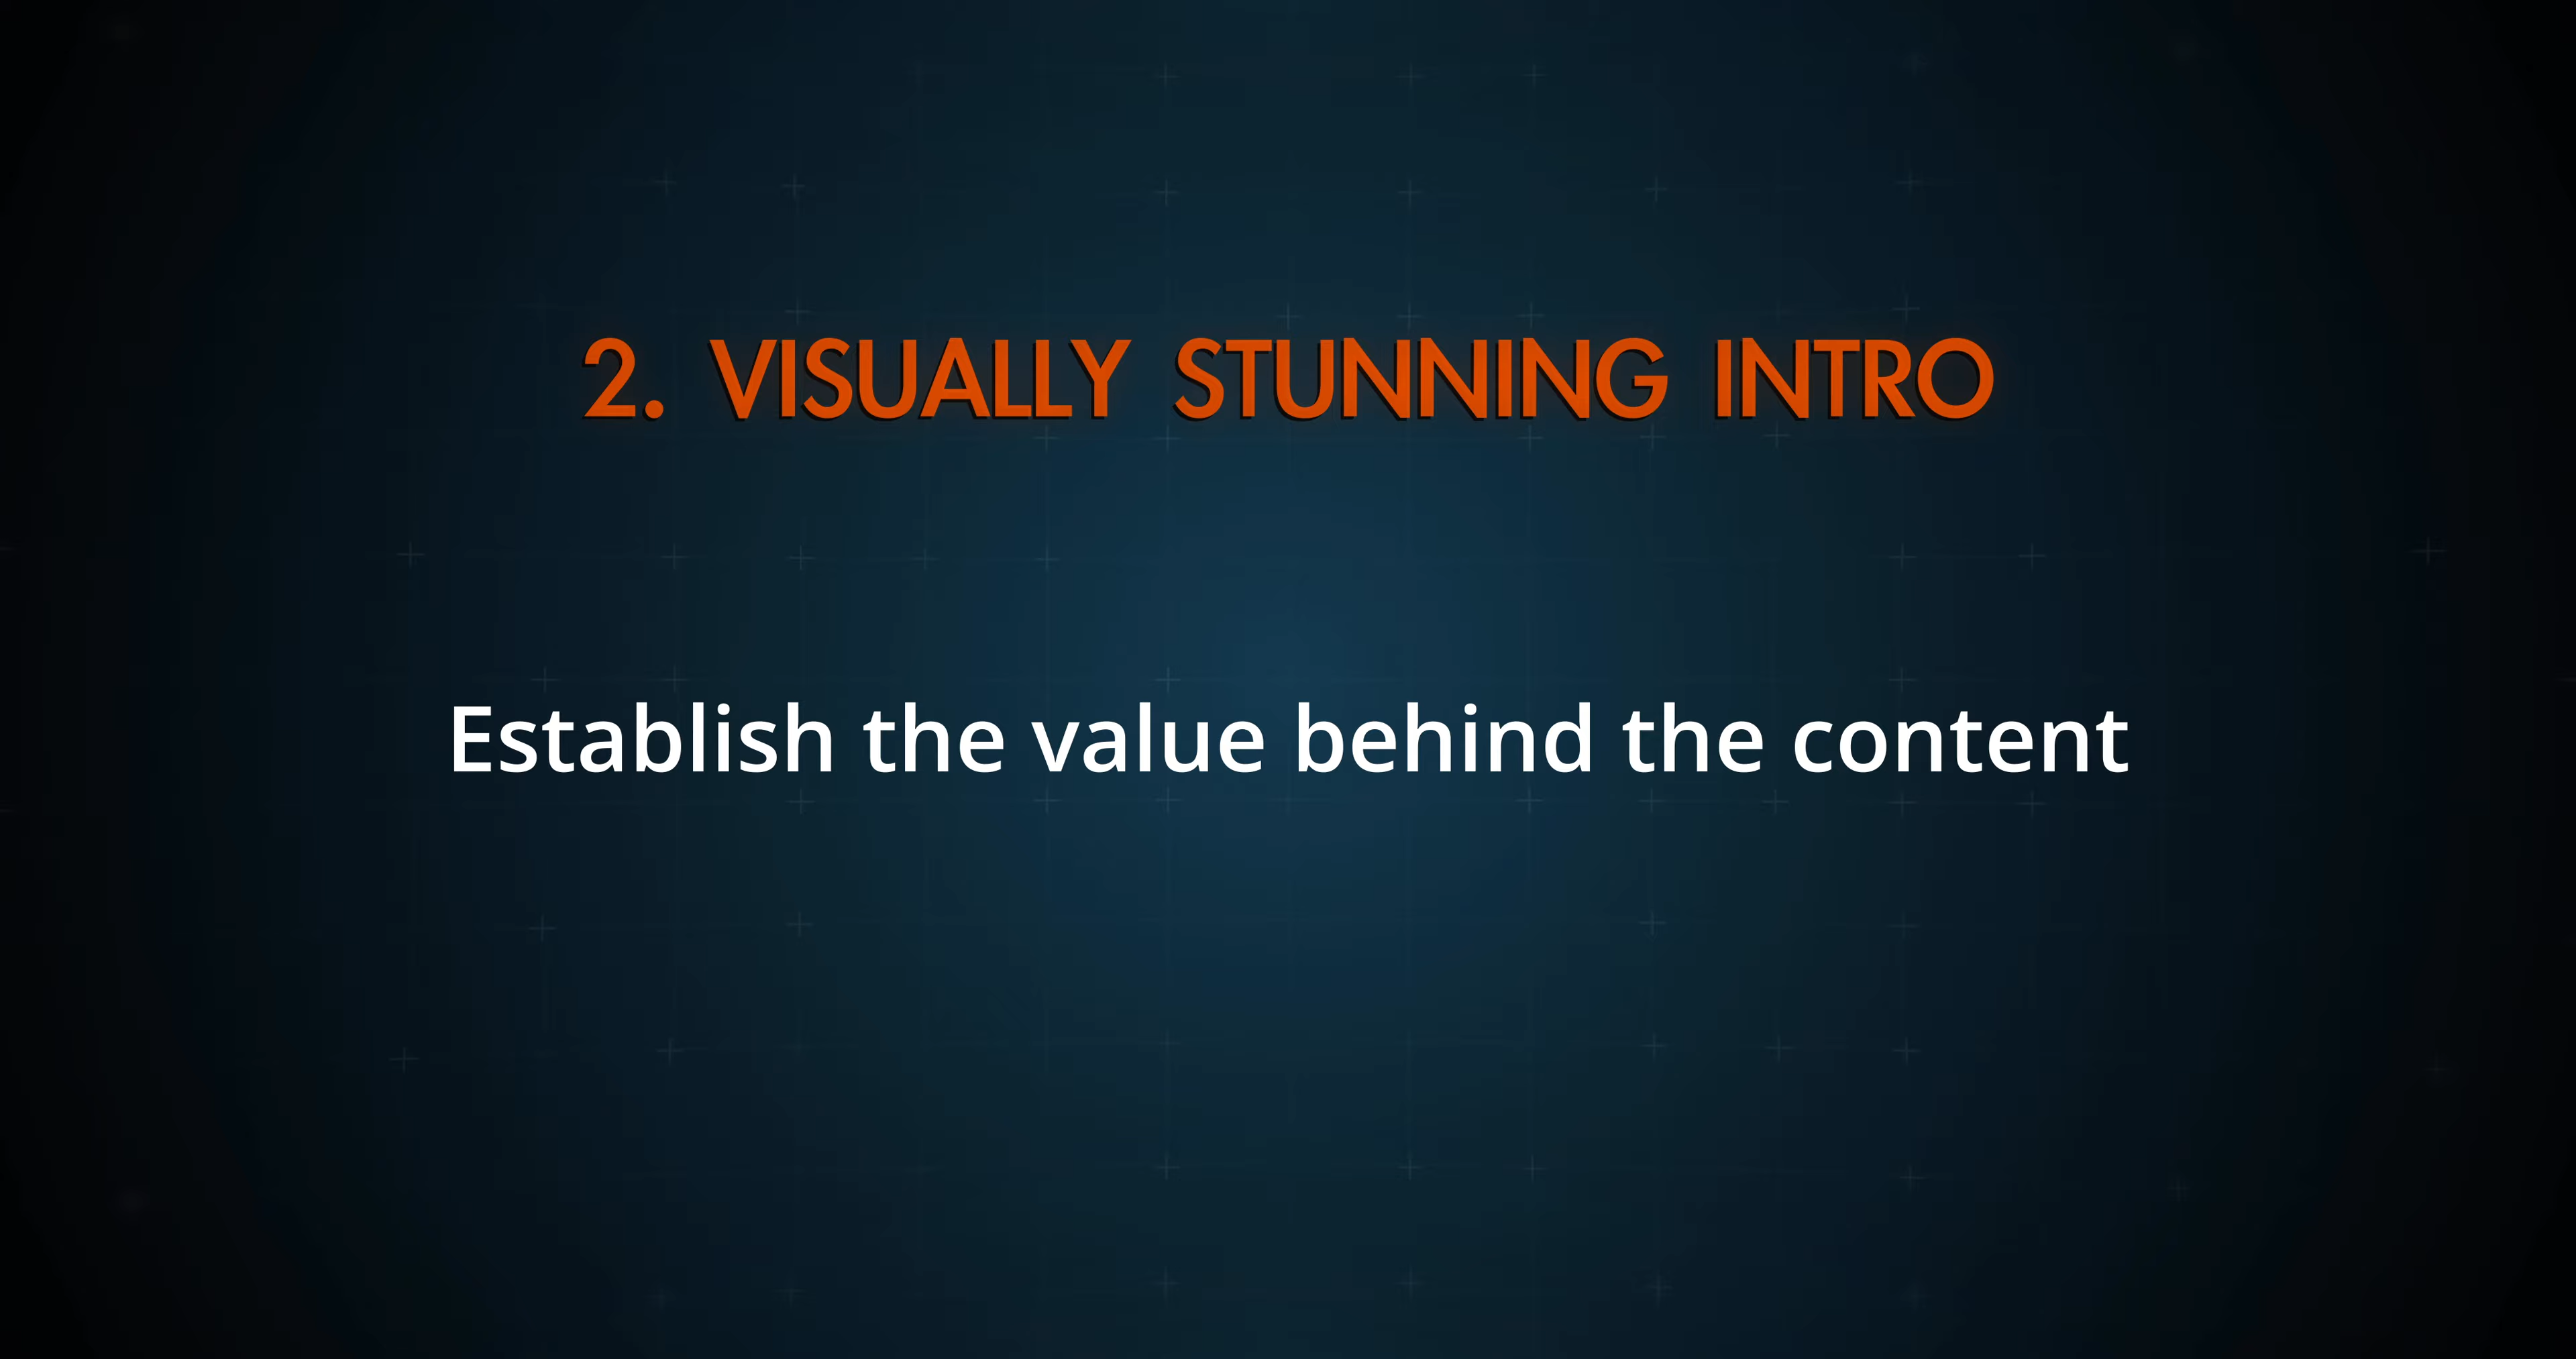 2. VISUALLY STUNNING INTRO
Establish the value behind the content